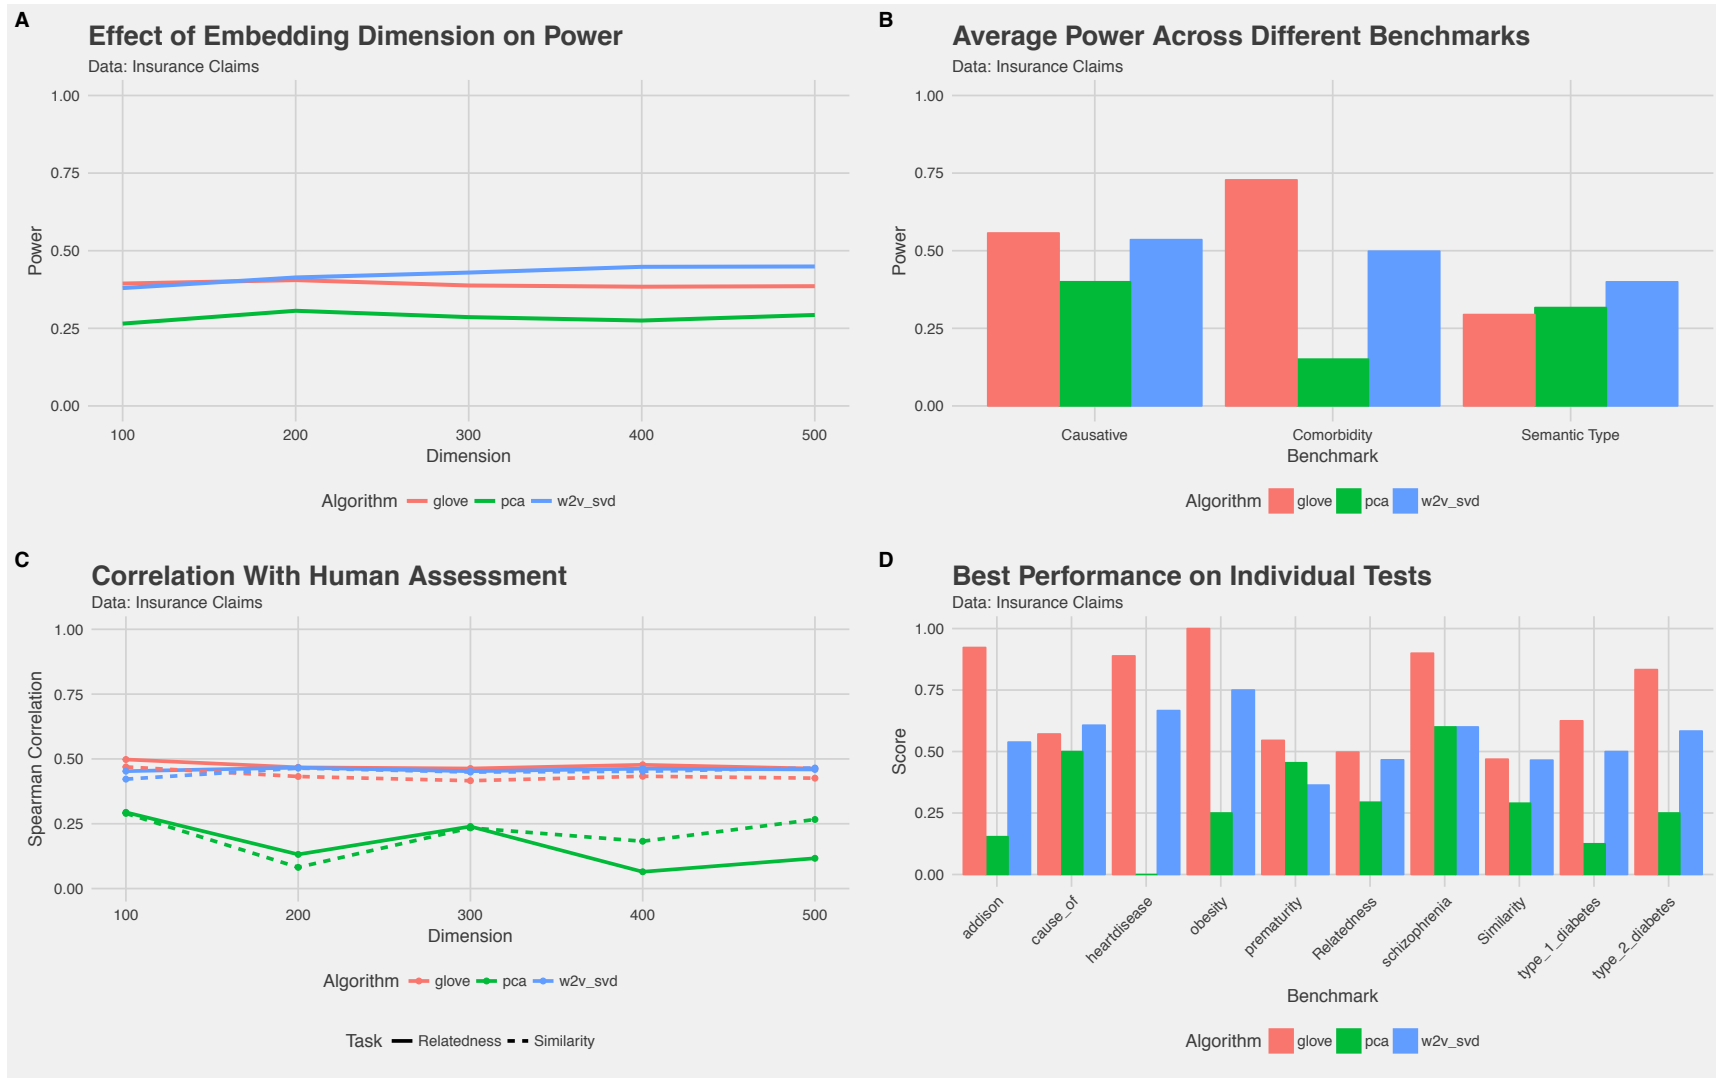 A
Effect of Embedding Dimension on Power
Data: Insurance Claims
1.00
0.75
0.50
0.25
0.00
Power
100 200 300 400 500
Dimension
Algorithm glove pca w2v_svd
B
Average Power Across Different Benchmarks
Data: Insurance Claims
1.00
0.75
0.50
0.25
0.00
Power
Causative Comorbidity Semantic Type
Benchmark
Algorithm glove pca w2v_svd
C
Correlation With Human Assessment
Data: Insurance Claims
1.00
0.75
0.50
0.25
0.00
Spearman Correlation
100 200 300 400 500
Dimension
Algorithm glove pca w2v_svd
Task Relatedness Similarity
D
Best Performance on Individual Tests
Data: Insurance Claims
1.00
0.75
0.50
0.25
0.00
Score
addison cause_of heartdisease obesity prematurity Relatedness schizophrenia Similarity type_1_diabetes type_2_diabetes
Benchmark
Algorithm glove pca w2v_svd